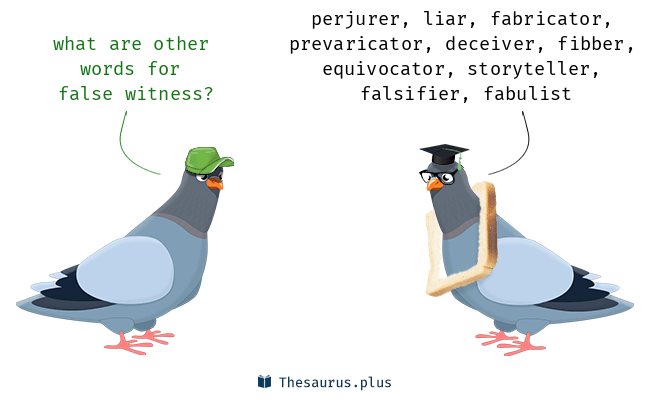 what are other
words for
false witness?
perjurer, liar, fabricator,
prevaricator, deceiver, fibber,
equivocator, storyteller,
falsifier, fabulist
Thesaurus.plus